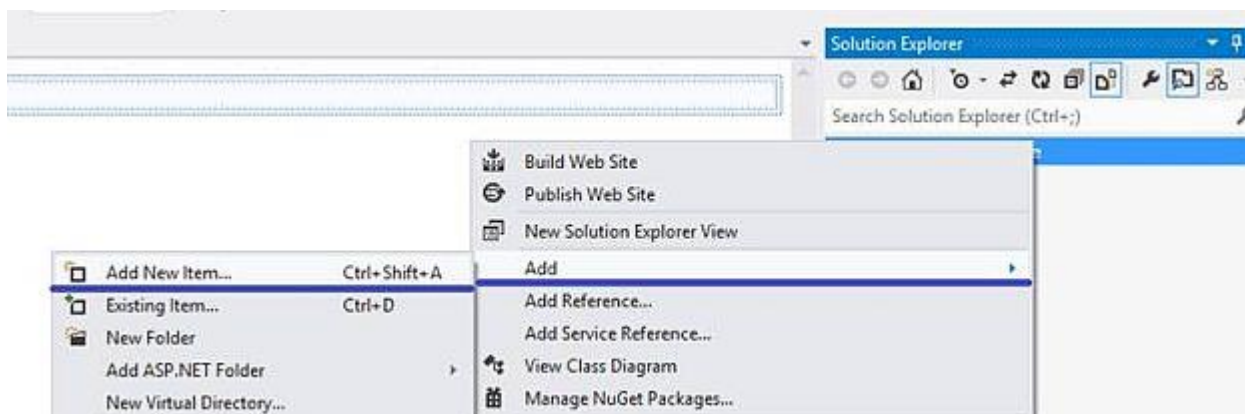 Solution Explorer
Search Solution Explorer (Ctrl+;)
Build Web Site
Publish Web Site
New Solution Explorer View
Add
Add Reference...
Add Service Reference...
View Class Diagram
Manage NuGet Packages...
Add New Item... Ctrl+Shift+A
Existing Item... Ctrl+D
New Folder
Add ASP.NET Folder
New Virtual Directory...